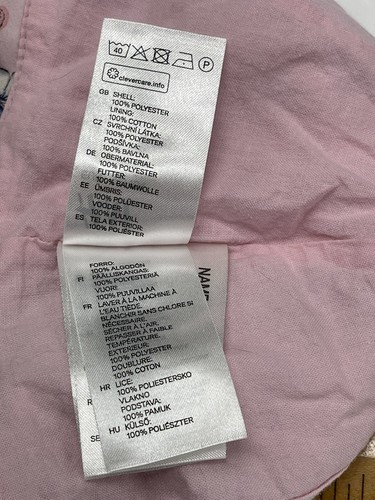 40
P
clevercare.info
GB SHELL:
100% POLYESTER
LINING:
100% COTTON
CZ SVRCHNÍ LÁTKA:
100% POLYESTER
PODŠÍVKA:
100% BAVLNA
DE OBERMATERIAL:
100% POLYESTER
FUTTER:
100% BAUMWOLLE
EE ÜMBRIS:
100% POLÜESTER
VOODER:
100% PUUVILL
ES TELA EXTERIOR:
100% POLIÉSTER
FORRO:
100% ALGODÓN
FI PÄÄLLISKANGAS:
100% POLYESTERIA
VUORI:
100% PUUVILLAA
FR LAVER À LA MACHINE À
L'EAU TIÈDE.
BLANCHIR SANS CHLORE SI
NÉCESSAIRE.
SÉCHER À L'AIR.
REPASSER À FAIBLE
TEMPÉRATURE.
EXTÉRIEUR:
100% POLYESTER
DOUBLURE:
100% COTON
HR LICE:
100% POLIESTERSKO
VLAKNO
PODSTAVA:
100% PAMUK
HU KÜLSŐ:
100% POLIÉSZTER
SE